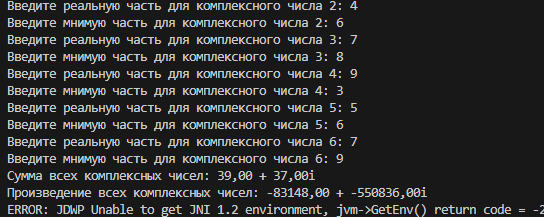 Введите реальную часть для комплексного числа 2: 4
Введите мнимую часть для комплексного числа 2: 6
Введите реальную часть для комплексного числа 3: 7
Введите мнимую часть для комплексного числа 3: 8
Введите реальную часть для комплексного числа 4: 9
Введите мнимую часть для комплексного числа 4: 3
Введите реальную часть для комплексного числа 5: 5
Введите мнимую часть для комплексного числа 5: 6
Введите реальную часть для комплексного числа 6: 7
Введите мнимую часть для комплексного числа 6: 9
Сумма всех комплексных чисел: 39,00 + 37,00i
Произведение всех комплексных чисел: -83148,00 + -550836,00i
ERROR: JDWP Unable to get JNI 1.2 environment, jvm->GetEnv() return code = -2